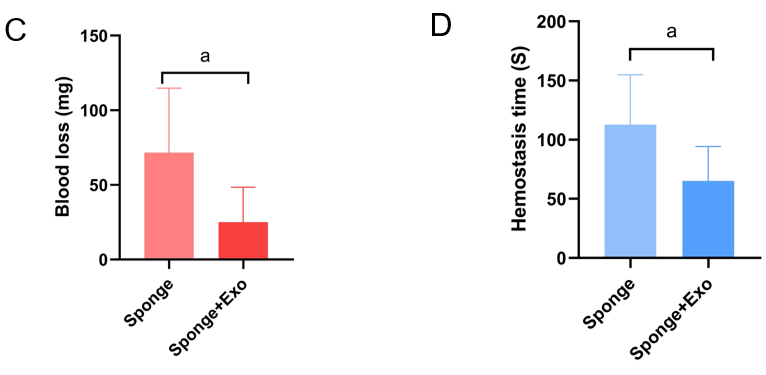 C
a
Blood loss (mg)
150
100
50
0
Sponge
Sponge+Exo
D
a
Hemostasis time (S)
200
150
100
50
0
Sponge
Sponge+Exo